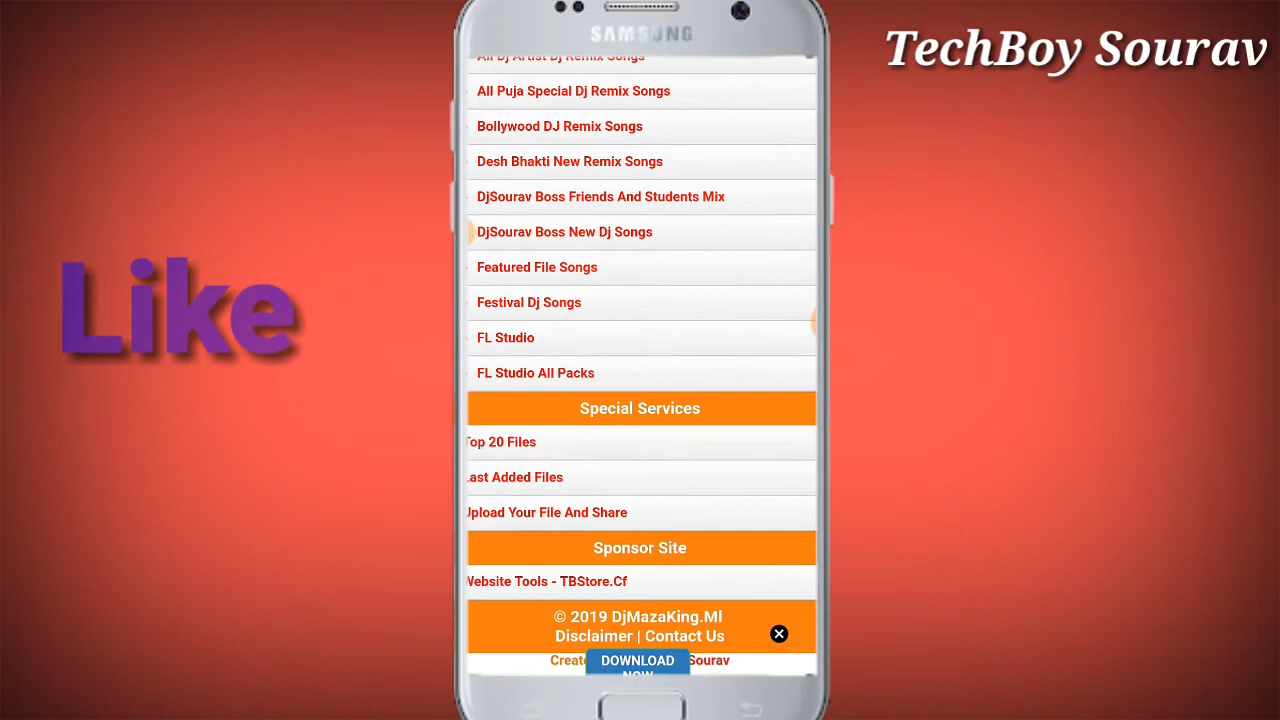 TechBoy Sourav
SAMSUNG
All Dj Artist Dj Remix Songs
All Puja Special Dj Remix Songs
Bollywood DJ Remix Songs
Desh Bhakti New Remix Songs
DjSourav Boss Friends And Students Mix
DjSourav Boss New Dj Songs
Featured File Songs
Festival Dj Songs
FL Studio
FL Studio All Packs
Special Services
Top 20 Files
Last Added Files
Upload Your File And Share
Sponsor Site
Website Tools - TBStore.Cf
© 2019 DjMazaKing.Ml
Disclaimer | Contact Us
Create Sourav
DOWNLOAD
NOW
Like